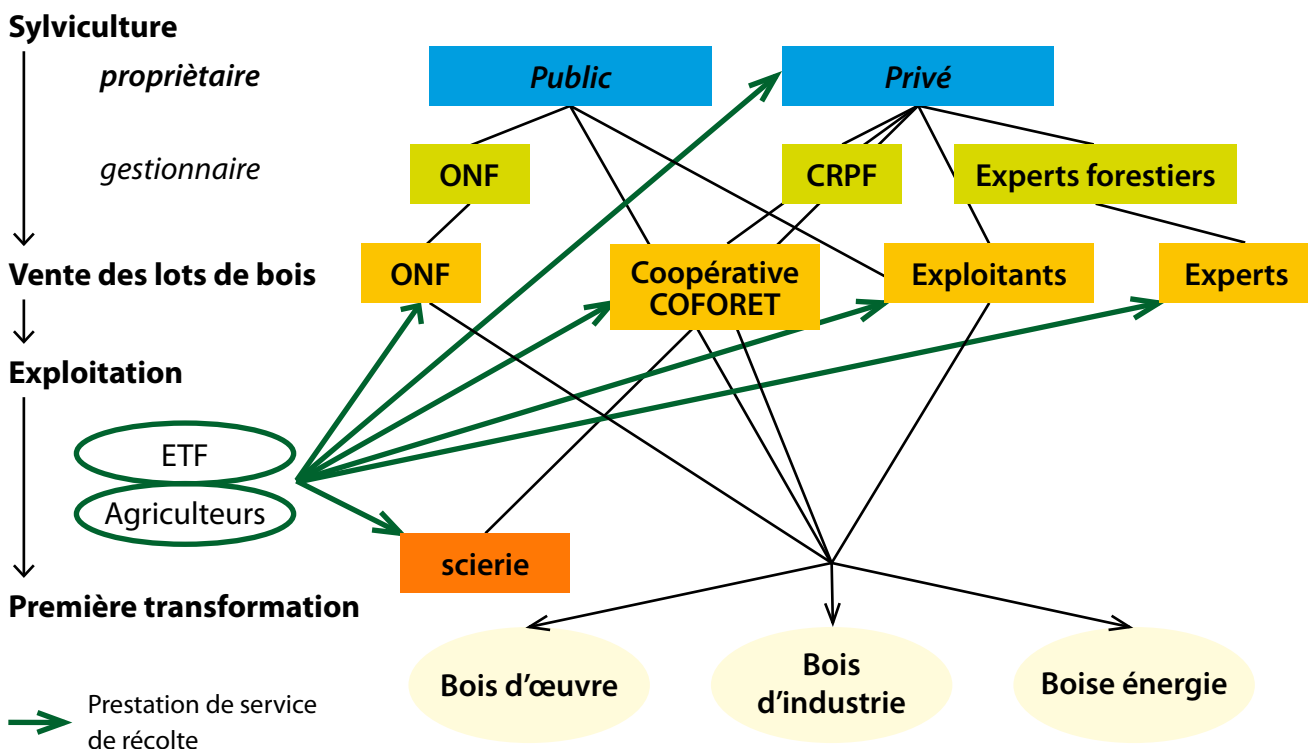 Sylviculture
propriètaire
Public
Privé
gestionnaire
ONF
CRPF
Experts forestiers
Vente des lots de bois
ONF
Coopérative
COFORET
Exploitants
Experts
Exploitation
ETF
Agriculteurs
scierie
Première transformation
Bois d'œuvre
Bois
d'industrie
Boise énergie
Prestation de service
de récolte